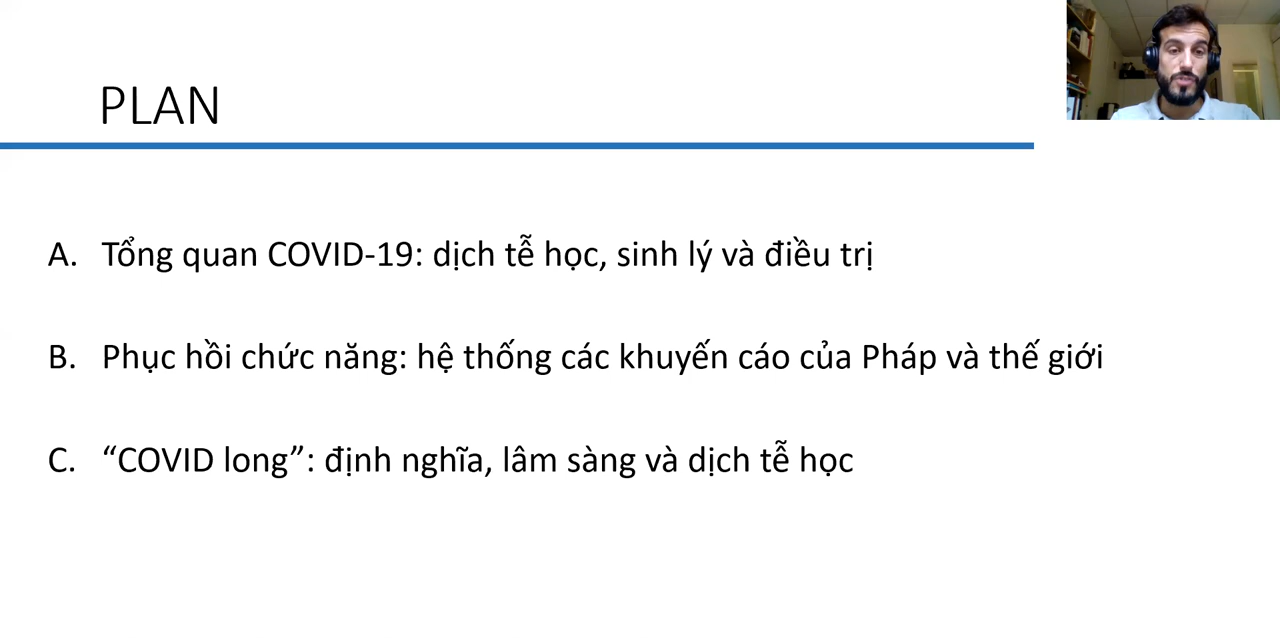 PLAN
A. Tổng quan COVID-19: dịch tễ học, sinh lý và điều trị
B. Phục hồi chức năng: hệ thống các khuyến cáo của Pháp và thế giới
C. “COVID long”: định nghĩa, lâm sàng và dịch tễ học